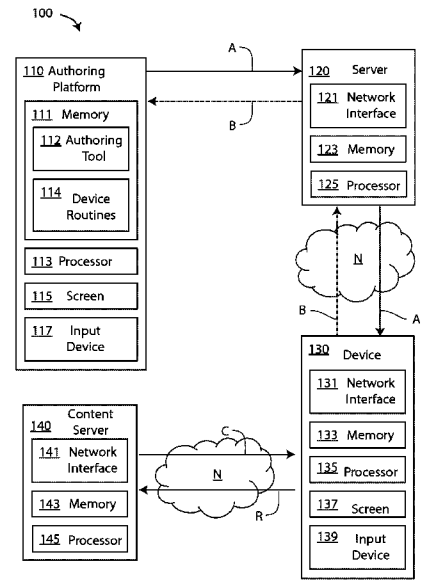 100
110 Authoring
Platform
111 Memory
112 Authoring
Tool
114 Device
Routines
113 Processor
115 Screen
117 Input
Device
A
B
120 Server
121 Network
Interface
123 Memory
125 Processor
N
B
A
130 Device
131 Network
Interface
133 Memory
135 Processor
137 Screen
139 Input
Device
140 Content
Server
141 Network
Interface
143 Memory
145 Processor
C
N
R